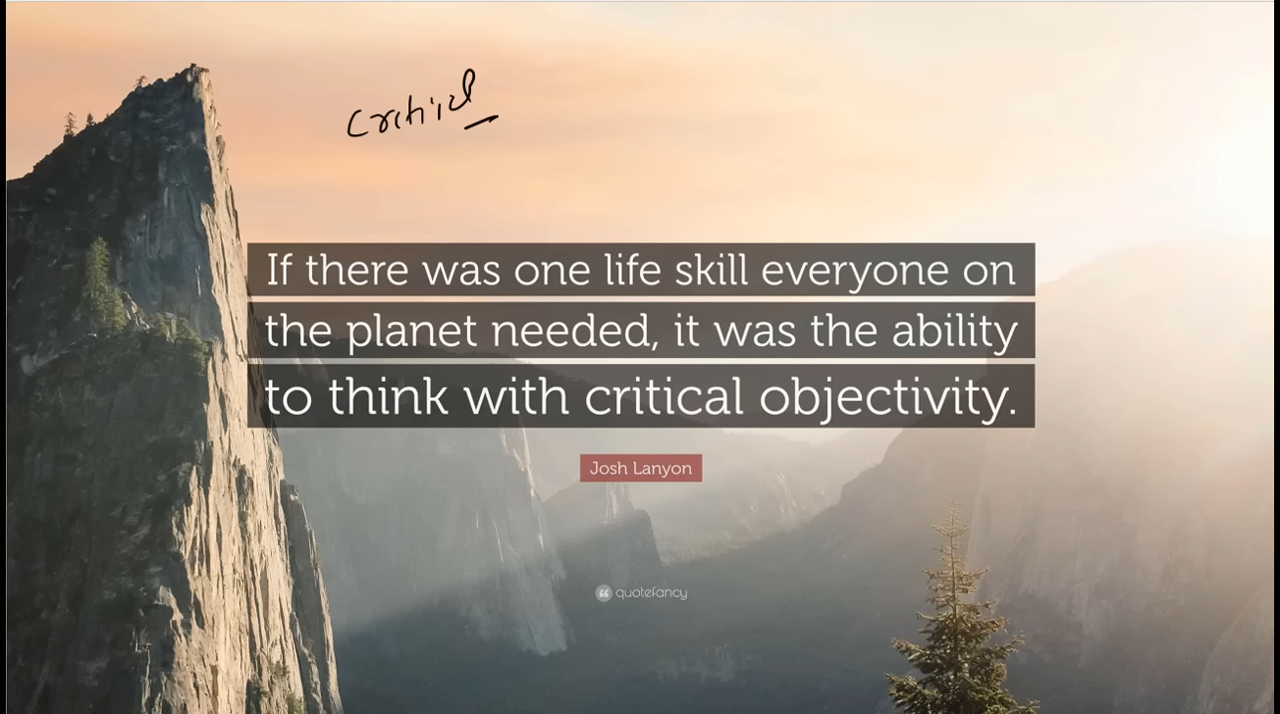 critical
If there was one life skill everyone on
the planet needed, it was the ability
to think with critical objectivity.
Josh Lanyon
quotefancy